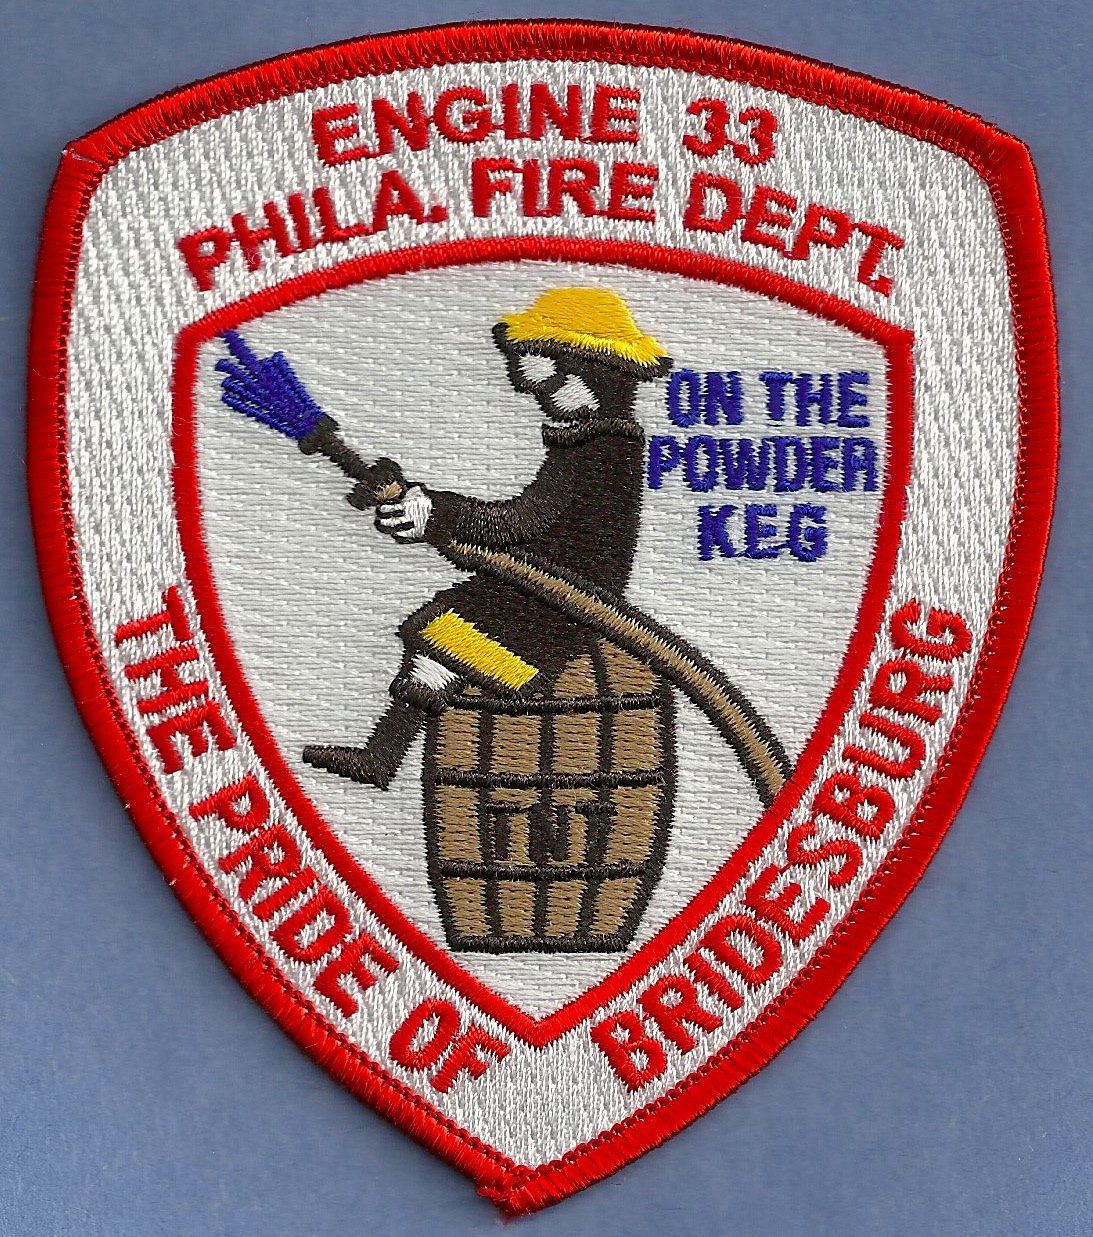 ENGINE 33
PHILA. FIRE DEPT.
ON THE
POWDER
KEG
TNT
THE PRIDE OF BRIDESBURG